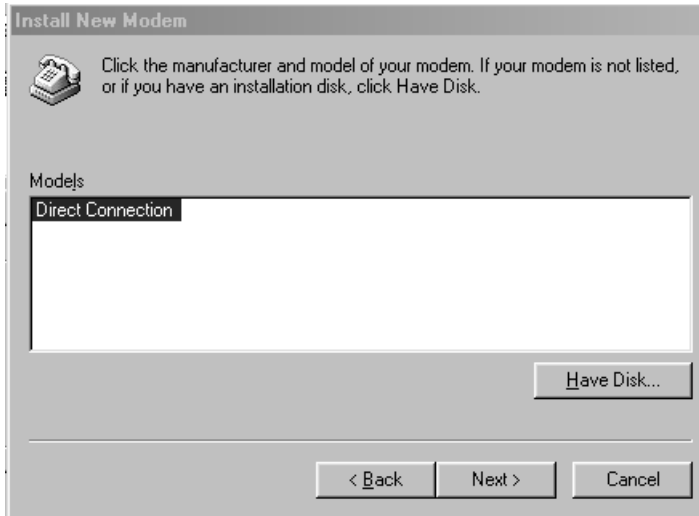 Install New Modem
Click the manufacturer and model of your modem. If your modem is not listed,
or if you have an installation disk, click Have Disk.
Models
Direct Connection
Have Disk...
< Back
Next >
Cancel